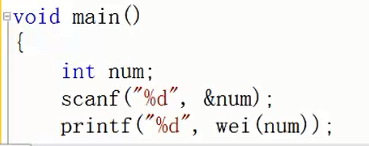 void main()
{
int num;
scanf("%d", &num);
printf("%d", wei(num));